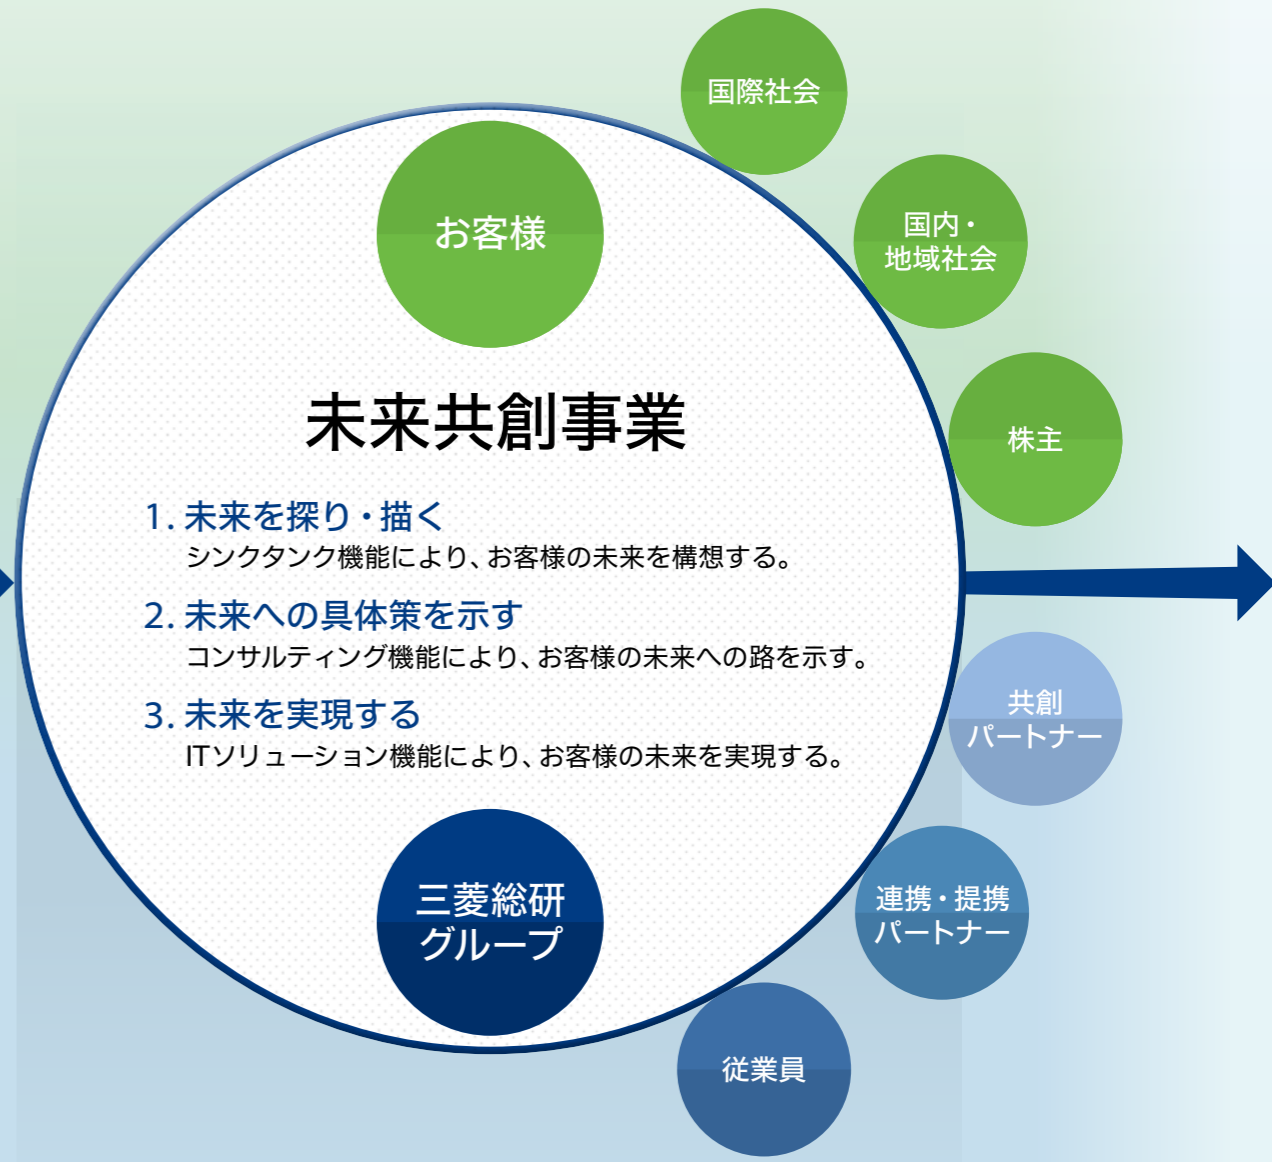 国際社会
お客様
国内・
地域社会
未来共創事業
株主
1. 未来を探り・描く
シンクタンク機能により、お客様の未来を構想する。
2. 未来への具体策を示す
コンサルティング機能により、お客様の未来への路を示す。
3. 未来を実現する
ITソリューション機能により、お客様の未来を実現する。
共創
パートナー
三菱総研
グループ
連携・提携
パートナー
従業員